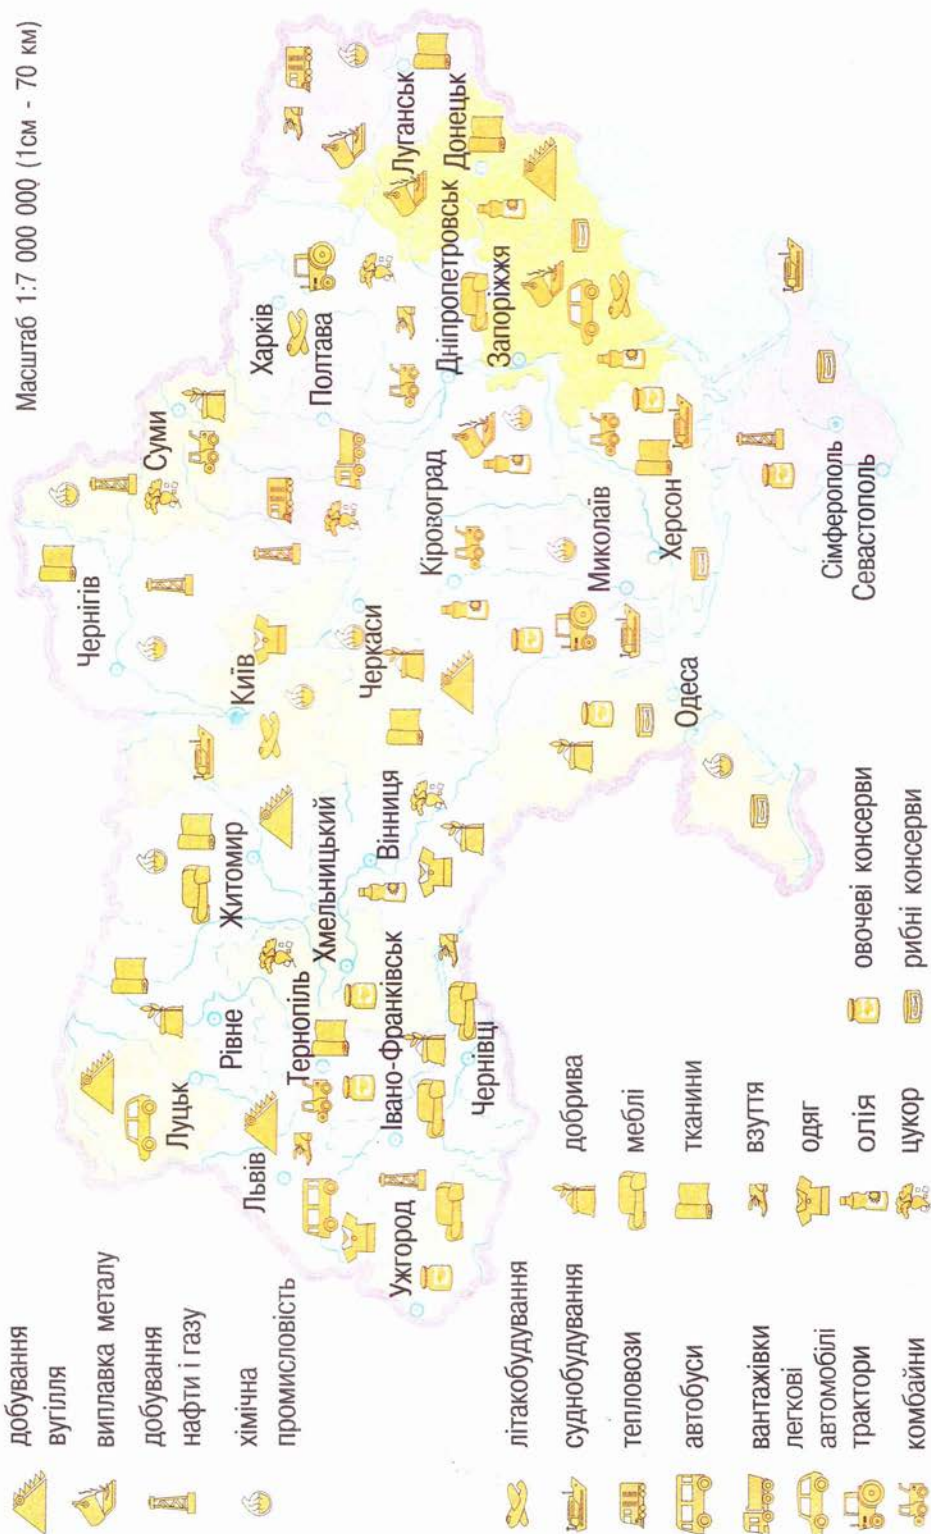 Масштаб 1:7 000 000 (1см - 70 км)
Чернігів
Суми
Харків
Полтава
Луганськ
Донецьк
Дніпропетровськ
Запоріжжя
Київ
Черкаси
Кіровоград
Миколаїв
Херсон
Сімферополь
Севастополь
Одеса
Житомир
Вінниця
Хмельницький
Рівне
Луцьк
Тернопіль
Львів
Івано-Франківськ
Чернівці
Ужгород
добування
вугілля
виплавка металу
добування
нафти і газу
хімічна
промисловість
літакобудування
суднобудування
тепловози
автобуси
вантажівки
легкові
автомобілі
трактори
комбайни
добрива
меблі
тканини
взуття
одяг
олія
цукор
овочеві консерви
рибні консерви